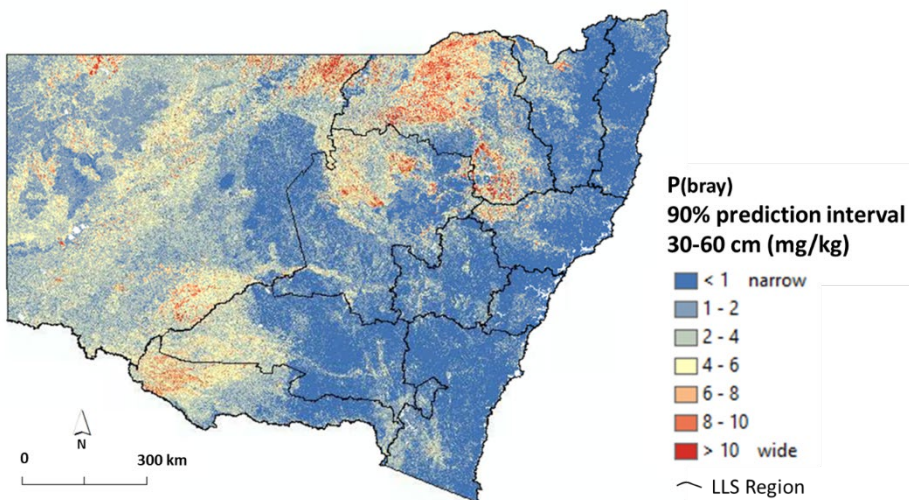 P(bray)
90% prediction interval
30-60 cm (mg/kg)
< 1 narrow
1 - 2
2 - 4
4 - 6
6 - 8
8 - 10
> 10 wide
LLS Region
N
0 300 km